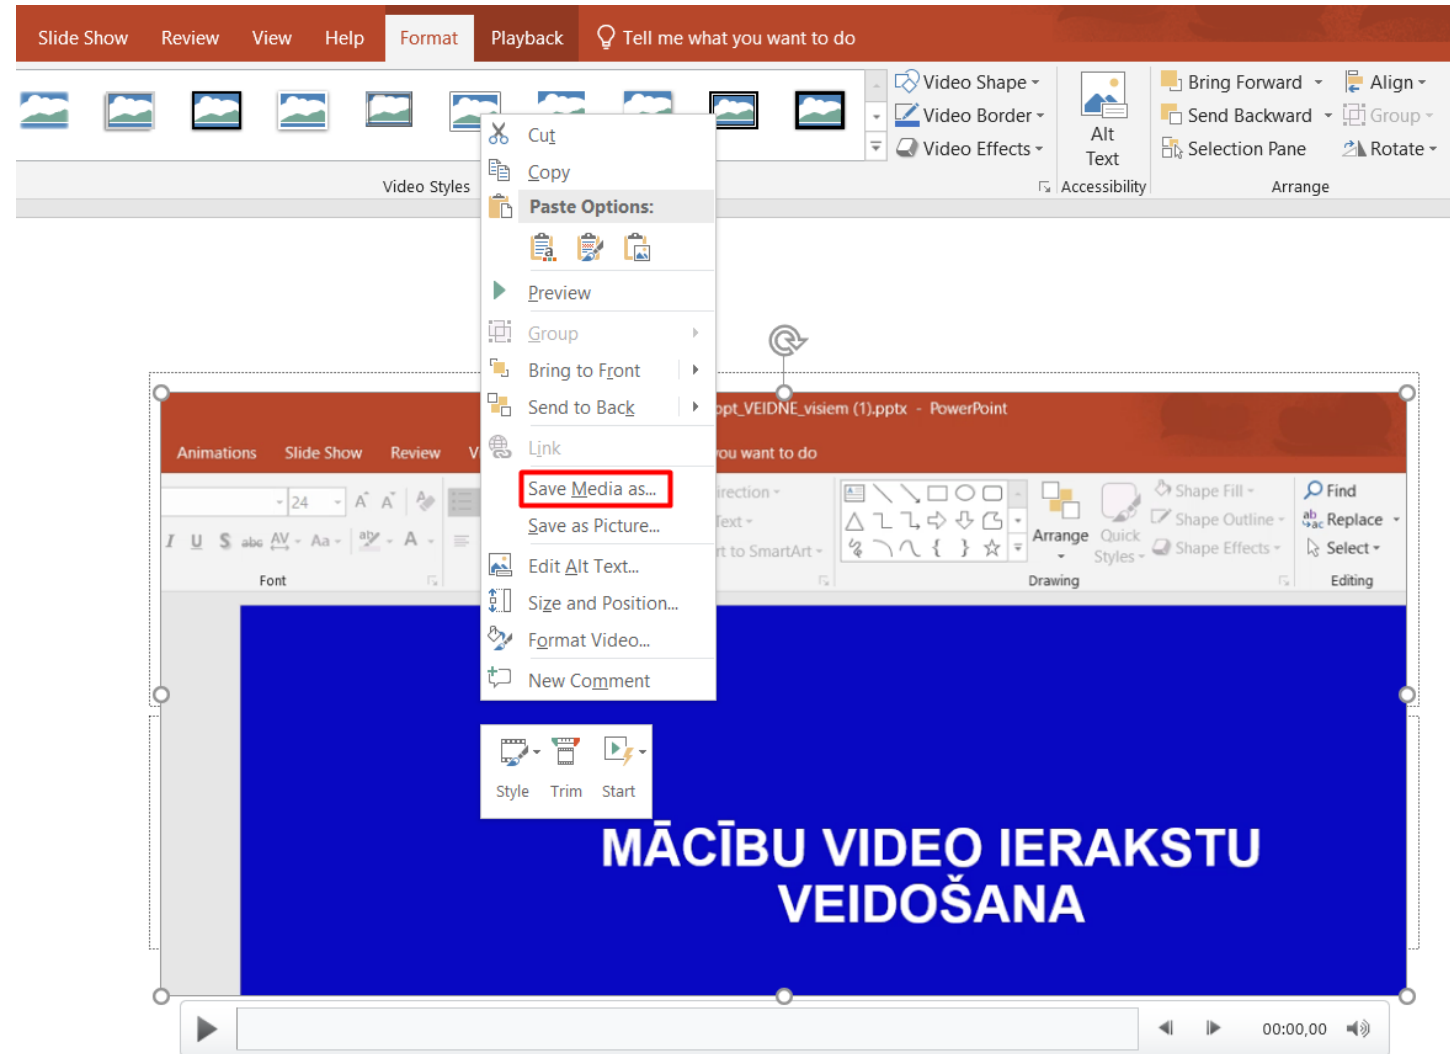 Slide Show Review View Help Format Playback Tell me what you want to do
Video Shape
Video Border
Video Effects
Alt
Text
Bring Forward
Send Backward
Selection Pane
Align
Group
Rotate
Video Styles
Accessibility
Arrange
Cut
Copy
Paste Options:
Preview
Group
Bring to Front
Send to Back
Link
Save Media as...
Save as Picture...
Edit Alt Text...
Size and Position...
Format Video...
New Comment
Style Trim Start
ppt_VEIDNE_visiem (1).pptx - PowerPoint
Animations Slide Show Review V you want to do
24 A A A
I U S abc AV Aa aby A
Font
irection
Text
rt to SmartArt
Arrange
Quick
Styles
Shape Fill
Shape Outline
Shape Effects
Drawing
Find
Replace
Select
Editing
MĀCĪBU VIDEO IERAKSTU
VEIDOŠANA
00:00,00